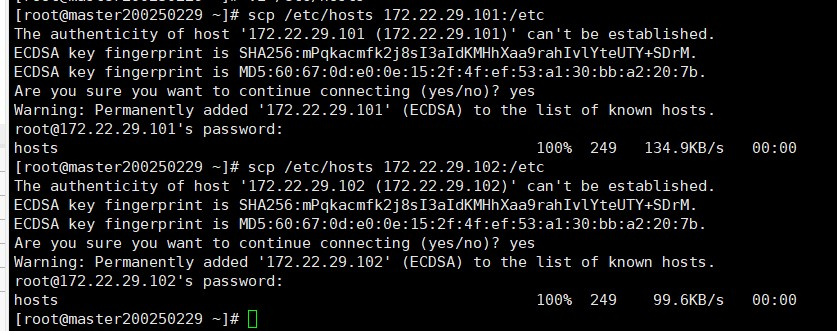 [root@master200250229 ~]# scp /etc/hosts 172.22.29.101:/etc
The authenticity of host '172.22.29.101 (172.22.29.101)' can't be established.
ECDSA key fingerprint is SHA256:mPqkacmfk2j8sI3aIdKMHhXaa9rahIvlYteUTY+SDrM.
ECDSA key fingerprint is MD5:60:67:0d:e0:0e:15:2f:4f:ef:53:a1:30:bb:a2:20:7b.
Are you sure you want to continue connecting (yes/no)? yes
Warning: Permanently added '172.22.29.101' (ECDSA) to the list of known hosts.
root@172.22.29.101's password:
hosts 100% 249 134.9KB/s 00:00
[root@master200250229 ~]# scp /etc/hosts 172.22.29.102:/etc
The authenticity of host '172.22.29.102 (172.22.29.102)' can't be established.
ECDSA key fingerprint is SHA256:mPqkacmfk2j8sI3aIdKMHhXaa9rahIvlYteUTY+SDrM.
ECDSA key fingerprint is MD5:60:67:0d:e0:0e:15:2f:4f:ef:53:a1:30:bb:a2:20:7b.
Are you sure you want to continue connecting (yes/no)? yes
Warning: Permanently added '172.22.29.102' (ECDSA) to the list of known hosts.
root@172.22.29.102's password:
hosts 100% 249 99.6KB/s 00:00
[root@master200250229 ~]#